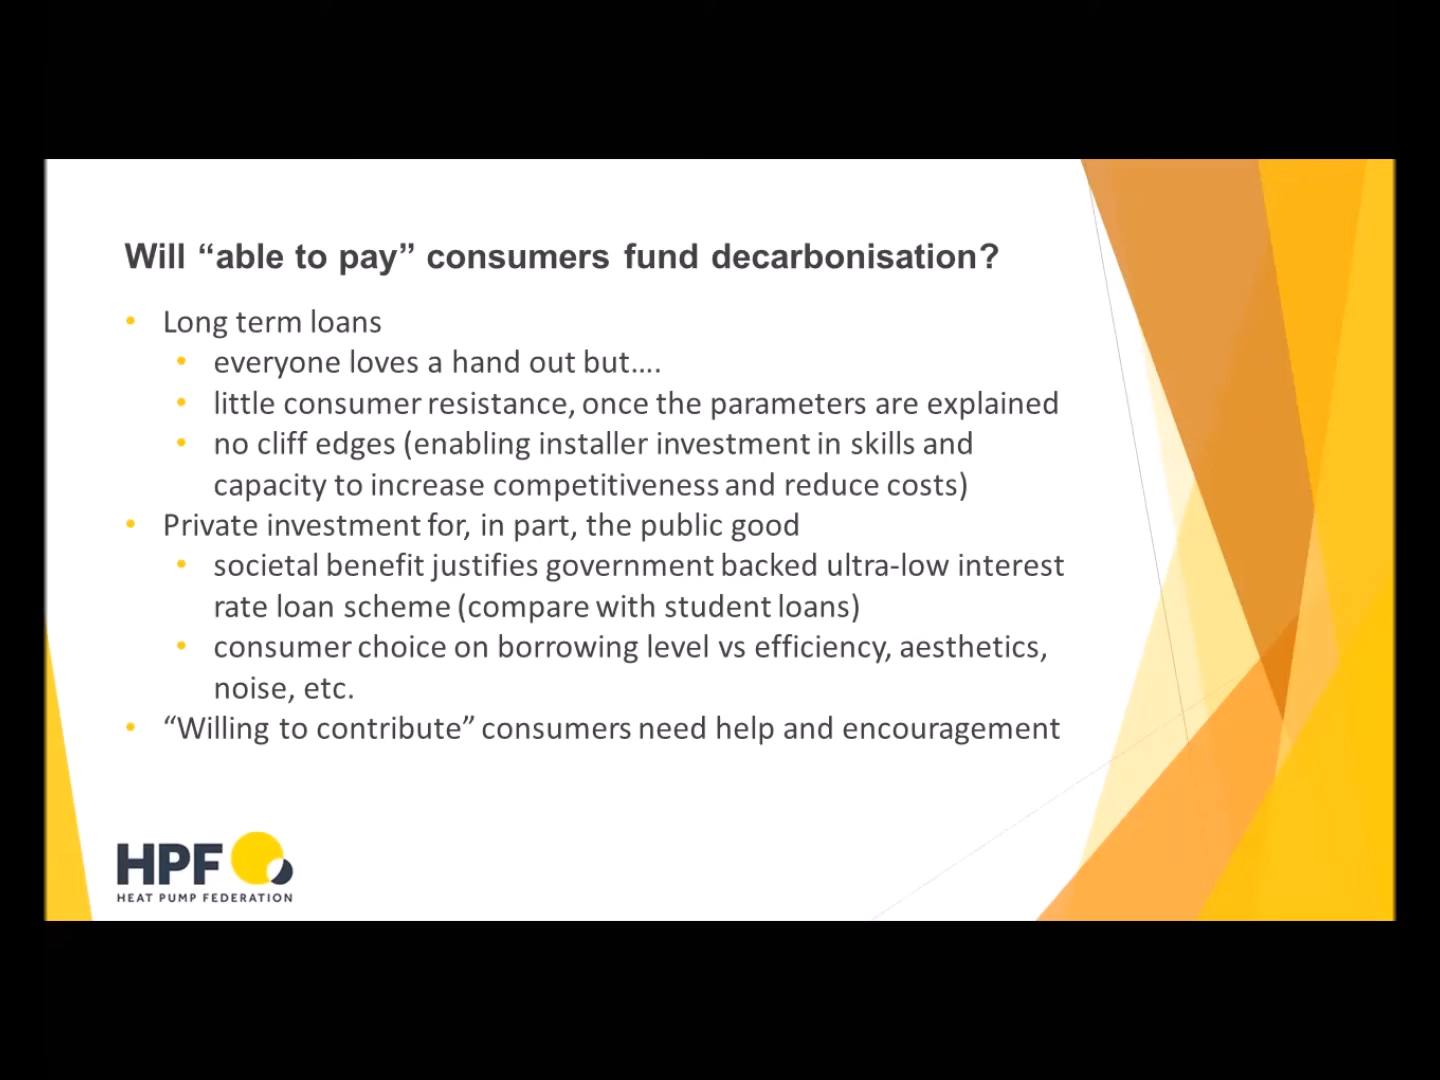 Will “able to pay” consumers fund decarbonisation?
• Long term loans
• everyone loves a hand out but....
• little consumer resistance, once the parameters are explained
• no cliff edges (enabling installer investment in skills and
capacity to increase competitiveness and reduce costs)
• Private investment for, in part, the public good
• societal benefit justifies government backed ultra-low interest
rate loan scheme (compare with student loans)
• consumer choice on borrowing level vs efficiency, aesthetics,
noise, etc.
• “Willing to contribute” consumers need help and encouragement
HPF
HEAT PUMP FEDERATION